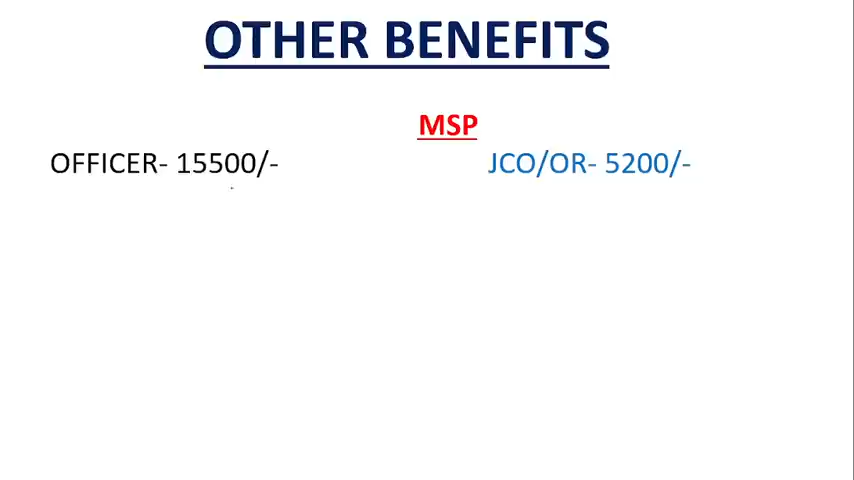 OTHER BENEFITS
MSP
OFFICER- 15500/- JCO/OR- 5200/-